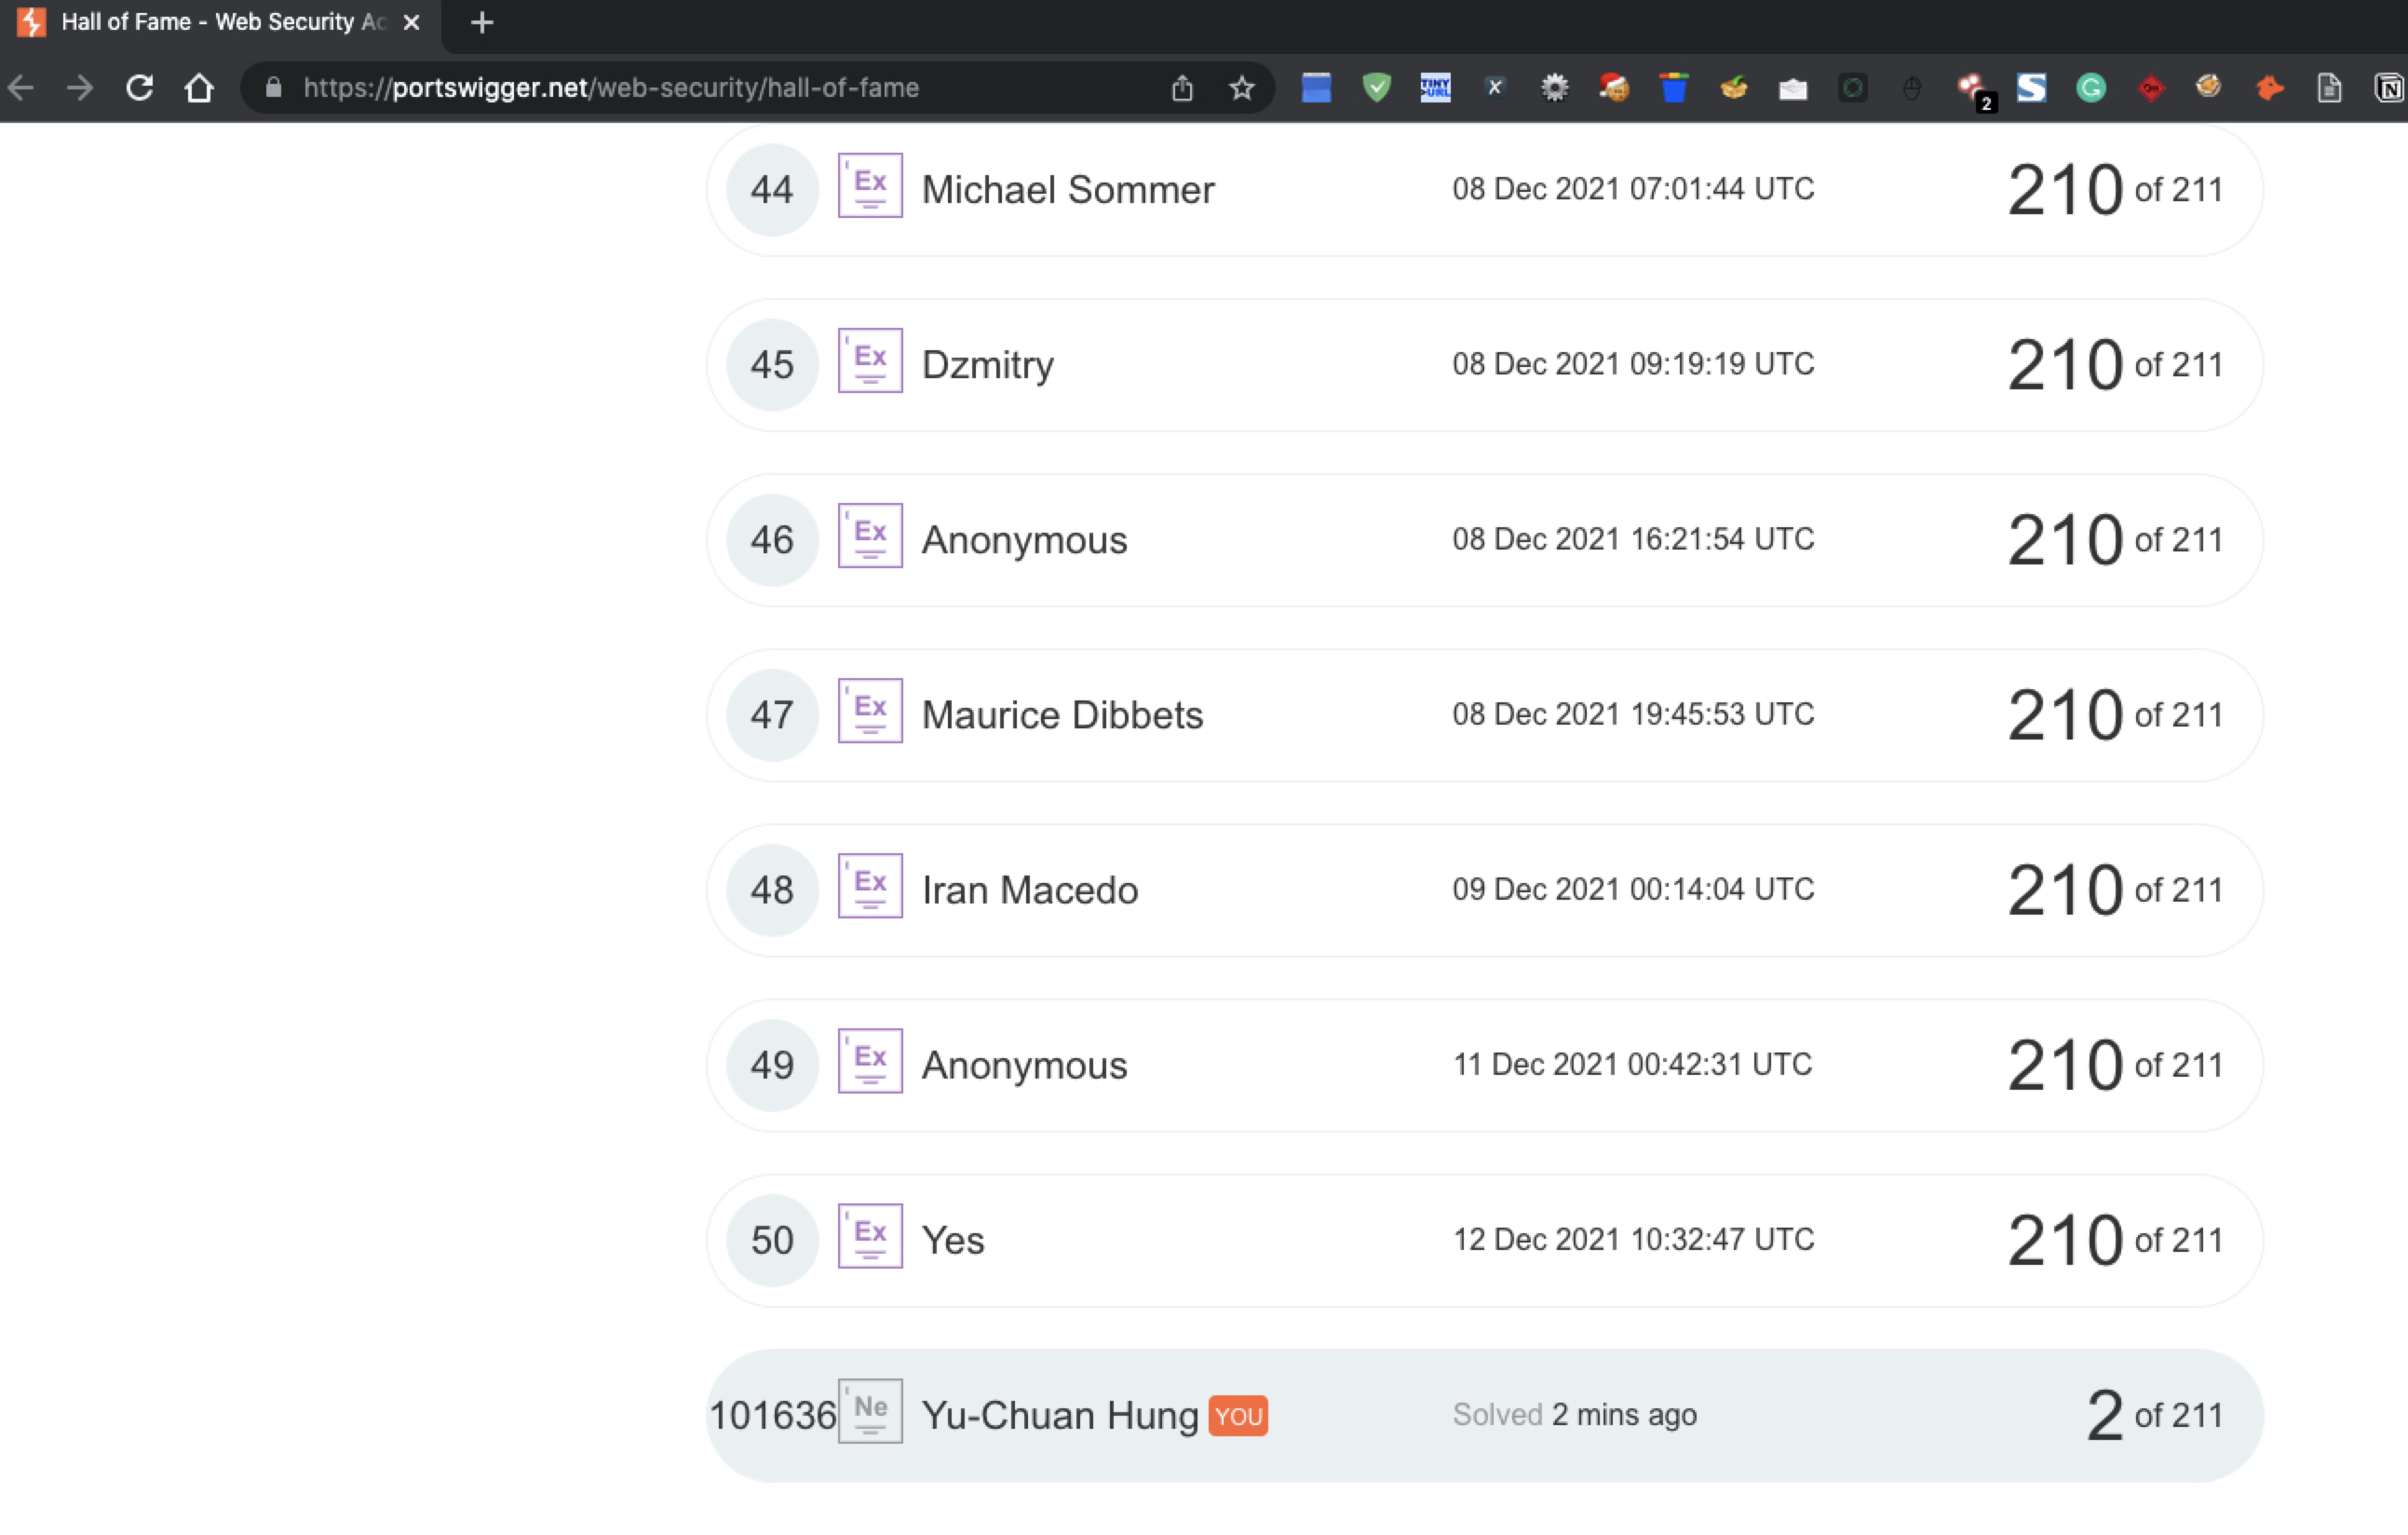 Hall of Fame - Web Security Ac
https://portswigger.net/web-security/hall-of-fame
TINY
URL
X
2
S
G
N
44 Ex Michael Sommer 08 Dec 2021 07:01:44 UTC 210 of 211
45 Ex Dzmitry 08 Dec 2021 09:19:19 UTC 210 of 211
46 Ex Anonymous 08 Dec 2021 16:21:54 UTC 210 of 211
47 Ex Maurice Dibbets 08 Dec 2021 19:45:53 UTC 210 of 211
48 Ex Iran Macedo 09 Dec 2021 00:14:04 UTC 210 of 211
49 Ex Anonymous 11 Dec 2021 00:42:31 UTC 210 of 211
50 Ex Yes 12 Dec 2021 10:32:47 UTC 210 of 211
101636 Ne Yu-Chuan Hung YOU Solved 2 mins ago 2 of 211